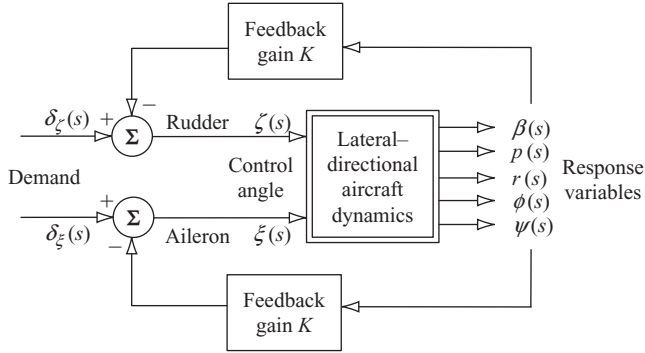 Feedback
gain K
−
δζ(s)
+
Σ
Rudder
ζ(s)
Demand
Control
angle
Lateral–
directional
aircraft
dynamics
β(s)
p(s)
r(s)
ϕ(s)
ψ(s)
Response
variables
+
Σ
δξ(s)
−
Aileron
ξ(s)
Feedback
gain K